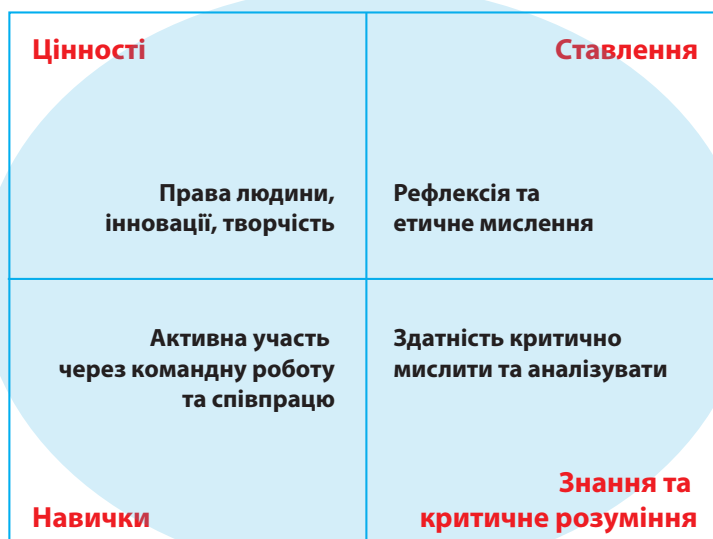 Цінності
Ставлення
Права людини,
інновації, творчість
Рефлексія та
етичне мислення
Активна участь
через командну роботу
та співпрацю
Здатність критично
мислити та аналізувати
Навички
Знання та
критичне розуміння